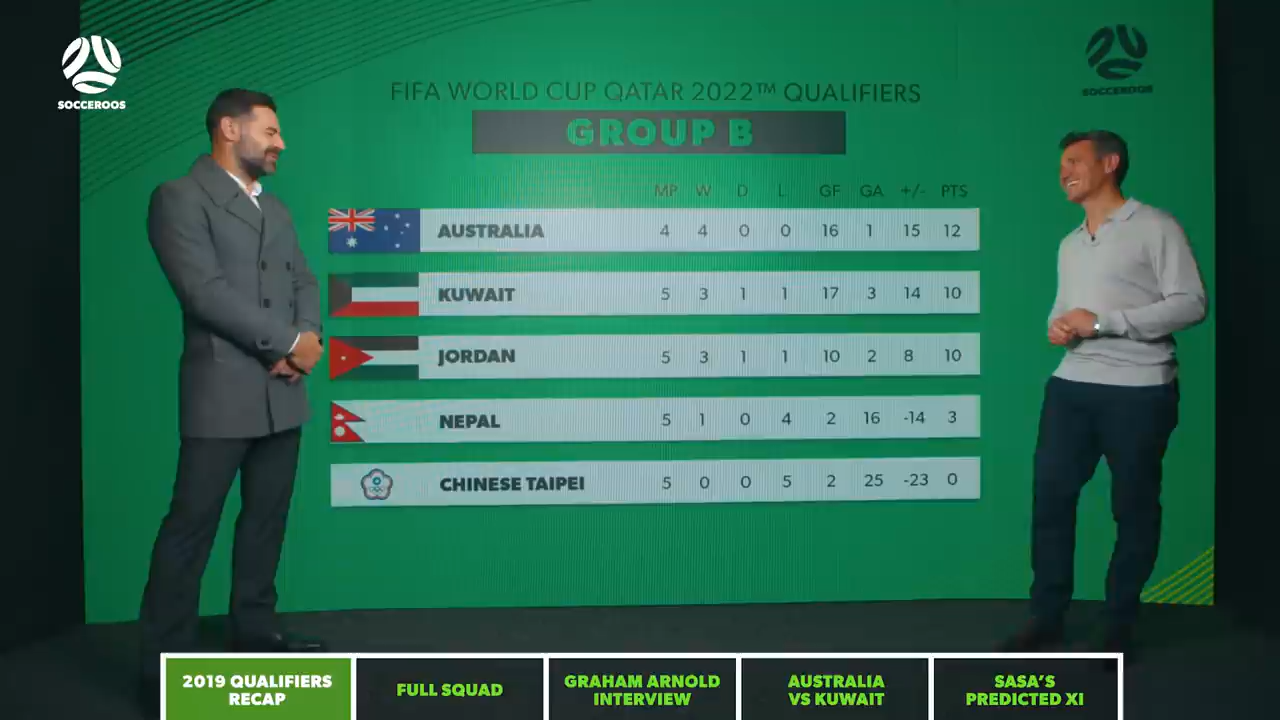 SOCCEROOS
SOCCEROOS
FIFA WORLD CUP QATAR 2022™ QUALIFIERS
GROUP B
MP W D L GF GA +/- PTS
AUSTRALIA 4 4 0 0 16 1 15 12
KUWAIT 5 3 1 1 17 3 14 10
JORDAN 5 3 1 1 10 2 8 10
NEPAL 5 1 0 4 2 16 -14 3
CHINESE TAIPEI 5 0 0 5 2 25 -23 0
2019 QUALIFIERS
RECAP
FULL SQUAD
GRAHAM ARNOLD
INTERVIEW
AUSTRALIA
VS KUWAIT
SASA'S
PREDICTED XI